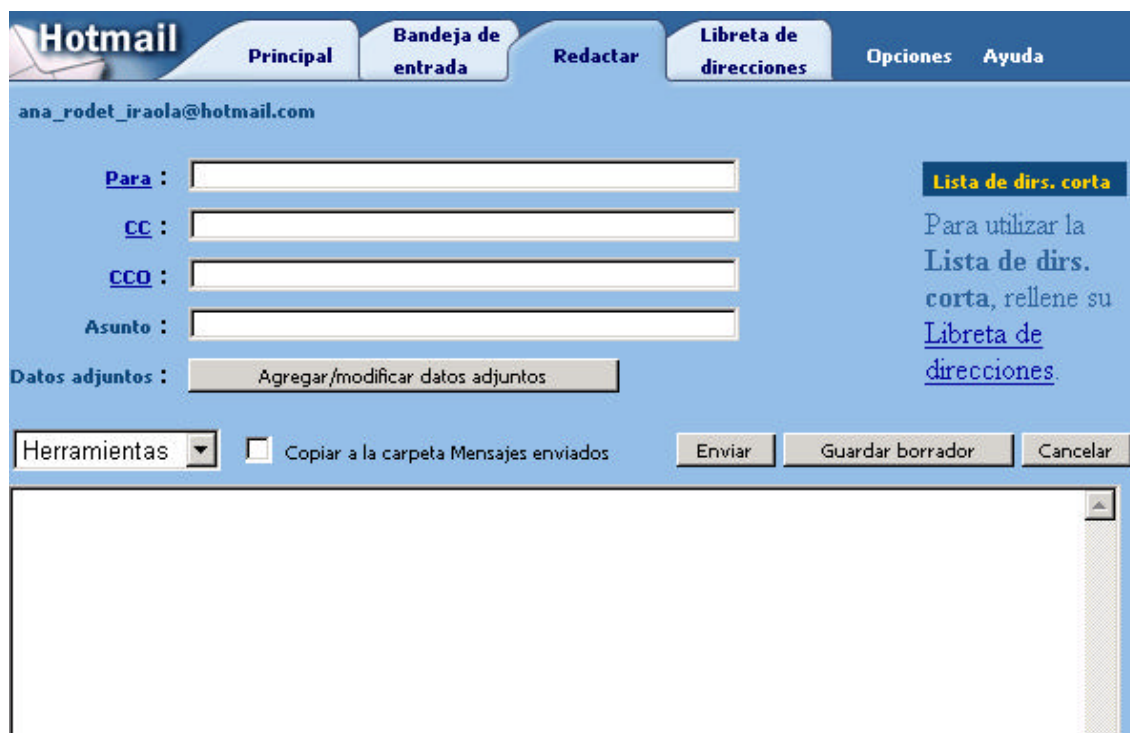 Hotmail
Principal
Bandeja de
entrada
Redactar
Libreta de
direcciones
Opciones
Ayuda
ana_rodet_iraola@hotmail.com
Para :
CC :
CCO :
Asunto :
Datos adjuntos :
Agregar/modificar datos adjuntos
Lista de dirs. corta
Para utilizar la
Lista de dirs.
corta, rellene su
Libreta de
direcciones.
Herramientas
Copiar a la carpeta Mensajes enviados
Enviar
Guardar borrador
Cancelar